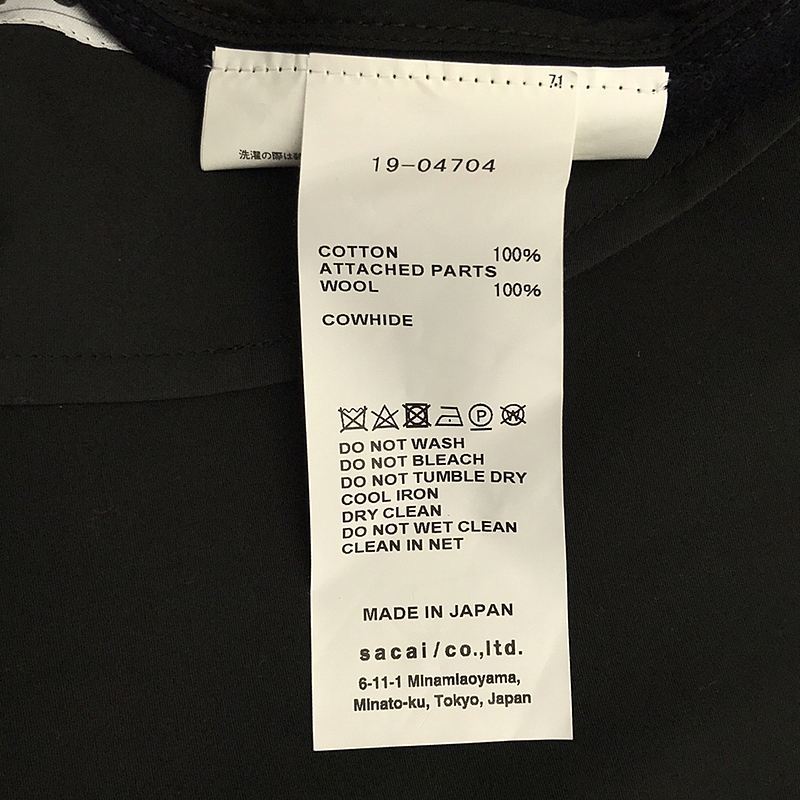 71
洗濯の際は
19-04704
COTTON 100%
ATTACHED PARTS
WOOL 100%
COWHIDE
P
W
DO NOT WASH
DO NOT BLEACH
DO NOT TUMBLE DRY
COOL IRON
DRY CLEAN
DO NOT WET CLEAN
CLEAN IN NET
MADE IN JAPAN
sacai/co.,ltd.
6-11-1 Minamiaoyama,
Minato-ku, Tokyo, Japan